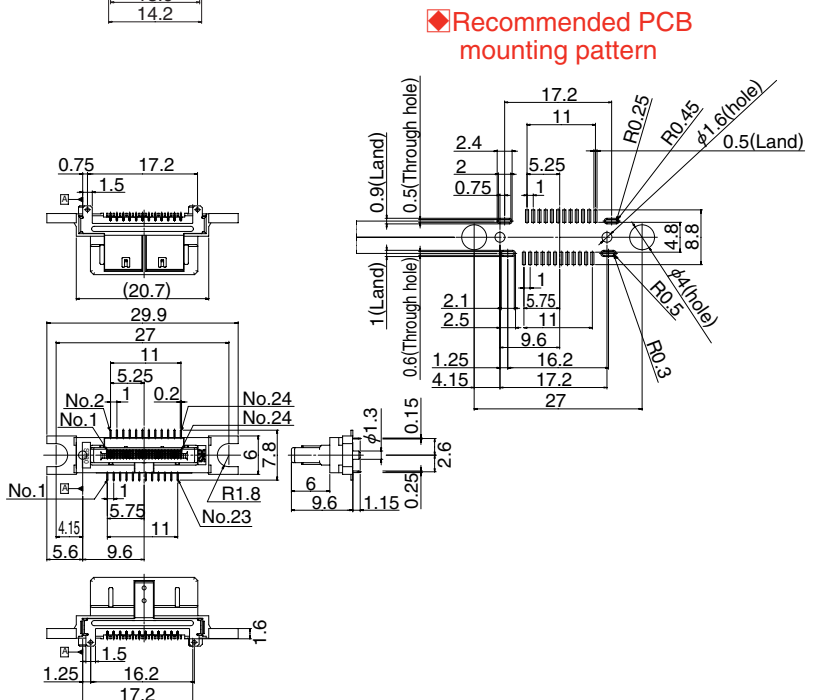 14.2
◆Recommended PCB
mounting pattern
0.75 17.2
1.5
A
(20.7)
29.9
27
11
5.25
No.2 1 0.2 No.24
No.1 No.24
6
7.8
No.1 A 1 R1.8
5.75 No.23
4.15 11
5.6 9.6
φ1.3
0.15
2.6
0.25
6
9.6 1.15
1.6
A
1.5
1.25 16.2
17.2
17.2
11
2.4
5.25
2
0.75 1
0.9(Land)
0.5(Through hole)
R0.25
R0.45
φ1.6(hole)
0.5(Land)
4.8
8.8
1(Land)
0.6(Through hole)
1
2.1 5.75
2.5 11
9.6
1.25 16.2
4.15 17.2
27
φ4(hole)
R0.5
R0.3